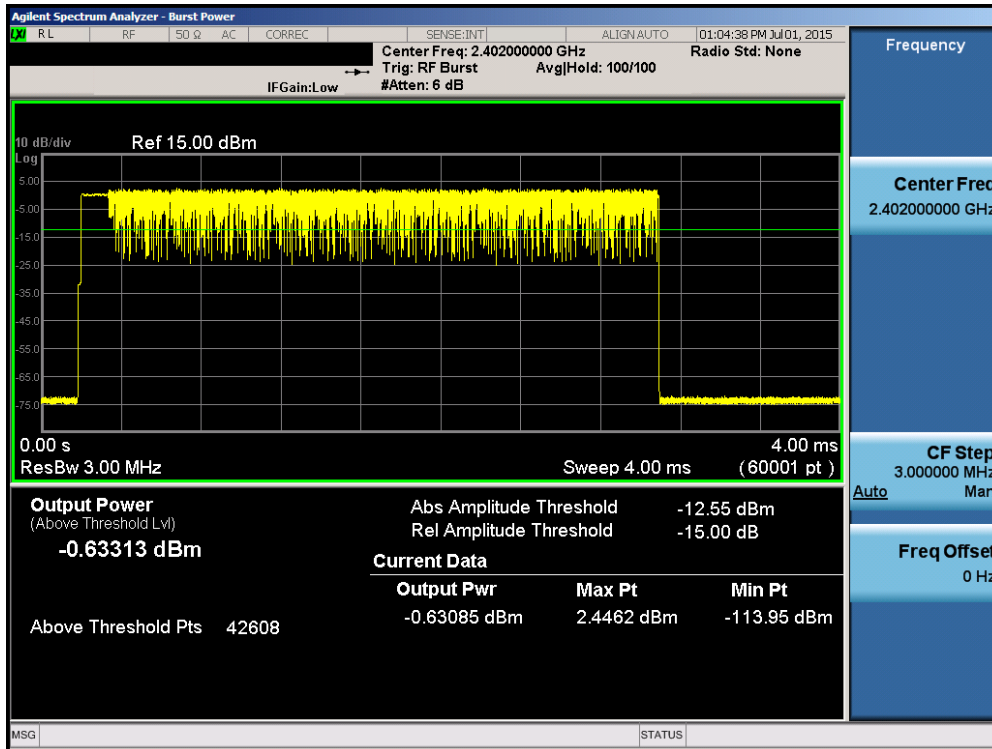 Agilent Spectrum Analyzer - Burst Power
LXI RL RF 50 Ω AC CORREC SENSE:INT ALIGN AUTO 01:04:38 PM Jul 01, 2015
Center Freq: 2.402000000 GHz Radio Std: None
Trig: RF Burst Avg|Hold: 100/100
IFGain:Low #Atten: 6 dB
Frequency
10 dB/div Ref 15.00 dBm
Log
5.00
-5.00
-15.0
-25.0
-35.0
-45.0
-55.0
-65.0
-75.0
0.00 s 4.00 ms
ResBw 3.00 MHz Sweep 4.00 ms (60001 pt)
Center Freq
2.402000000 GHz
CF Step
3.000000 MHz
Auto Man
Freq Offset
0 Hz
Output Power
(Above Threshold Lvl)
-0.63313 dBm
Above Threshold Pts 42608
Abs Amplitude Threshold -12.55 dBm
Rel Amplitude Threshold -15.00 dB
Current Data
Output Pwr Max Pt Min Pt
-0.63085 dBm 2.4462 dBm -113.95 dBm
MSG STATUS